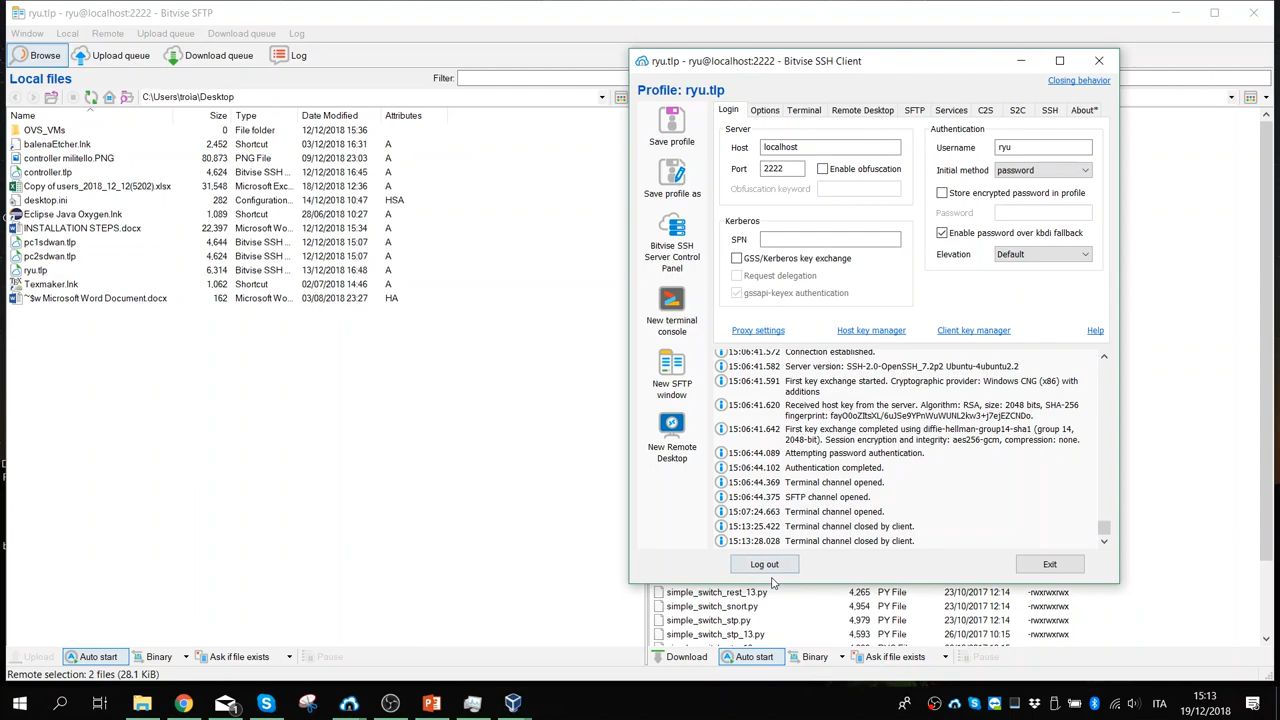 ryu.tlp - ryu@localhost:2222 - Bitvise SFTP
Window Local Remote Upload queue Download queue Log
Browse Upload queue Download queue Log
Local files
Filter:
C:\Users\troia\Desktop
Name Size Type Date Modified Attributes
OVS_VMs 0 File folder 12/12/2018 15:36
balenaEtcher.lnk 2,452 Shortcut 03/12/2018 16:31 A
controller militello.PNG 80,873 PNG File 09/12/2018 23:03 A
controller.tlp 4,620 Bitvise SSH ... 12/12/2018 16:45 A
Copy of users_2018_12_12(5202).xlsx 31,548 Microsoft Exc... 18/12/2018 12:36 A
desktop.ini 282 Configuration... 14/12/2018 10:47 HSA
Eclipse Java Oxygen.lnk 1,089 Shortcut 28/06/2018 10:27 A
INSTALLATION STEPS.docx 22,397 Microsoft Wo... 12/12/2018 15:34 A
pc1sdwan.tlp 4,644 Bitvise SSH ... 12/12/2018 15:07 A
pc2sdwan.tlp 4,624 Bitvise SSH ... 12/12/2018 15:07 A
ryu.tlp 6,314 Bitvise SSH ... 13/12/2018 16:48 A
Texmaker.lnk 1,062 Shortcut 02/07/2018 14:46 A
~$w Microsoft Word Document.docx 162 Microsoft Wo... 03/08/2018 23:27 HA
ryu.tlp - ryu@localhost:2222 - Bitvise SSH Client
Closing behavior
Profile: ryu.tlp
Save profile
Save profile as
Bitvise SSH
Server Control
Panel
New terminal
console
New SFTP
window
New Remote
Desktop
Login Options Terminal Remote Desktop SFTP Services C2S S2C SSH About*
Server
Host localhost
Port 2222 Enable obfuscation
Obfuscation keyword
Kerberos
SPN
GSS/Kerberos key exchange
Request delegation
gssapi-keyex authentication
Authentication
Username ryu
Initial method password
Store encrypted password in profile
Password
Enable password over kbdi fallback
Elevation Default
Proxy settings Host key manager Client key manager Help
15:06:41.572 Connection established.
15:06:41.582 Server version: SSH-2.0-OpenSSH_7.2p2 Ubuntu-4ubuntu2.2
15:06:41.591 First key exchange started. Cryptographic provider: Windows CNG (x86) with
additions
15:06:41.620 Received host key from the server. Algorithm: RSA, size: 2048 bits, SHA-256
fingerprint: fayO0oZItsXL/6uJSe9YPnWuWUNL2kw3+j7ejEZCNDo.
15:06:41.642 First key exchange completed using diffie-hellman-group14-sha1 (group 14,
2048-bit). Session encryption and integrity: aes256-gcm, compression: none.
15:06:44.089 Attempting password authentication.
15:06:44.102 Authentication completed.
15:06:44.369 Terminal channel opened.
15:06:44.375 SFTP channel opened.
15:07:24.663 Terminal channel opened.
15:13:25.422 Terminal channel closed by client.
15:13:28.028 Terminal channel closed by client.
Log out Exit
simple_switch_rest_13.py 4,265 PY File 23/10/2017 12:14 -rwxrwxrwx
simple_switch_snort.py 4,954 PY File 23/10/2017 12:14 -rwxrwxrwx
simple_switch_stp.py 4,979 PY File 23/10/2017 12:14 -rwxrwxrwx
simple_switch_stp_13.py 4,593 PY File 26/10/2017 10:15 -rwxrwxrwx
Upload Auto start Binary Ask if file exists Pause
Download Auto start Binary Ask if file exists Pause
Remote selection: 2 files (28.1 KiB)
ITA
15:13
19/12/2018